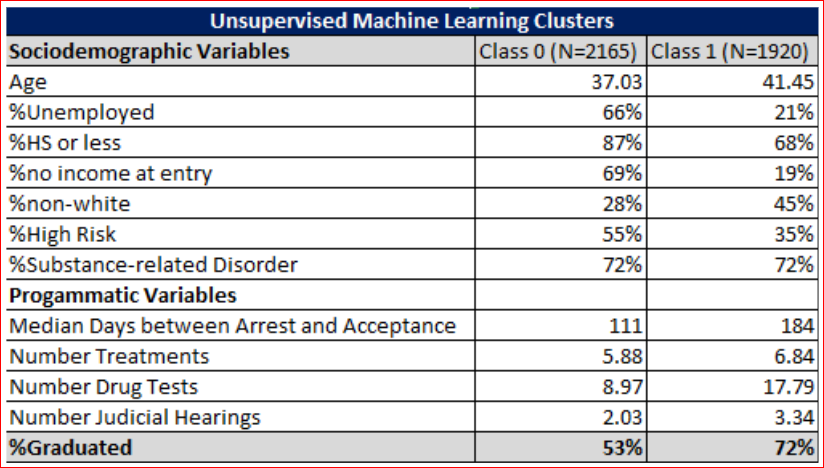 Unsupervised Machine Learning Clusters
Sociodemographic Variables Class 0 (N=2165) Class 1 (N=1920)
Age 37.03 41.45
%Unemployed 66% 21%
%HS or less 87% 68%
%no income at entry 69% 19%
%non-white 28% 45%
%High Risk 55% 35%
%Substance-related Disorder 72% 72%
Progammatic Variables
Median Days between Arrest and Acceptance 111 184
Number Treatments 5.88 6.84
Number Drug Tests 8.97 17.79
Number Judicial Hearings 2.03 3.34
%Graduated 53% 72%